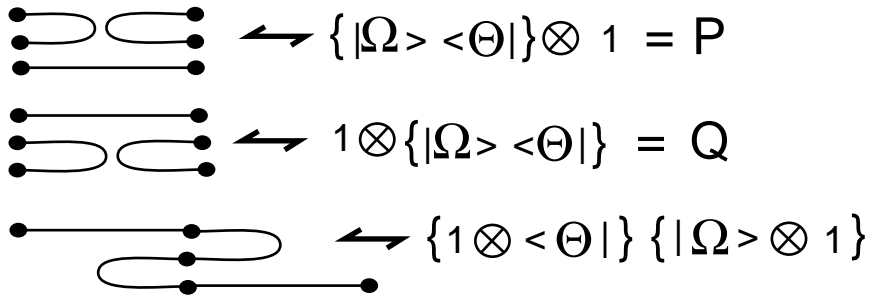 {|Ω> <Θ|}⊗ 1 = P
1⊗{|Ω> <Θ|} = Q
{1⊗<Θ|} {|Ω>⊗ 1}